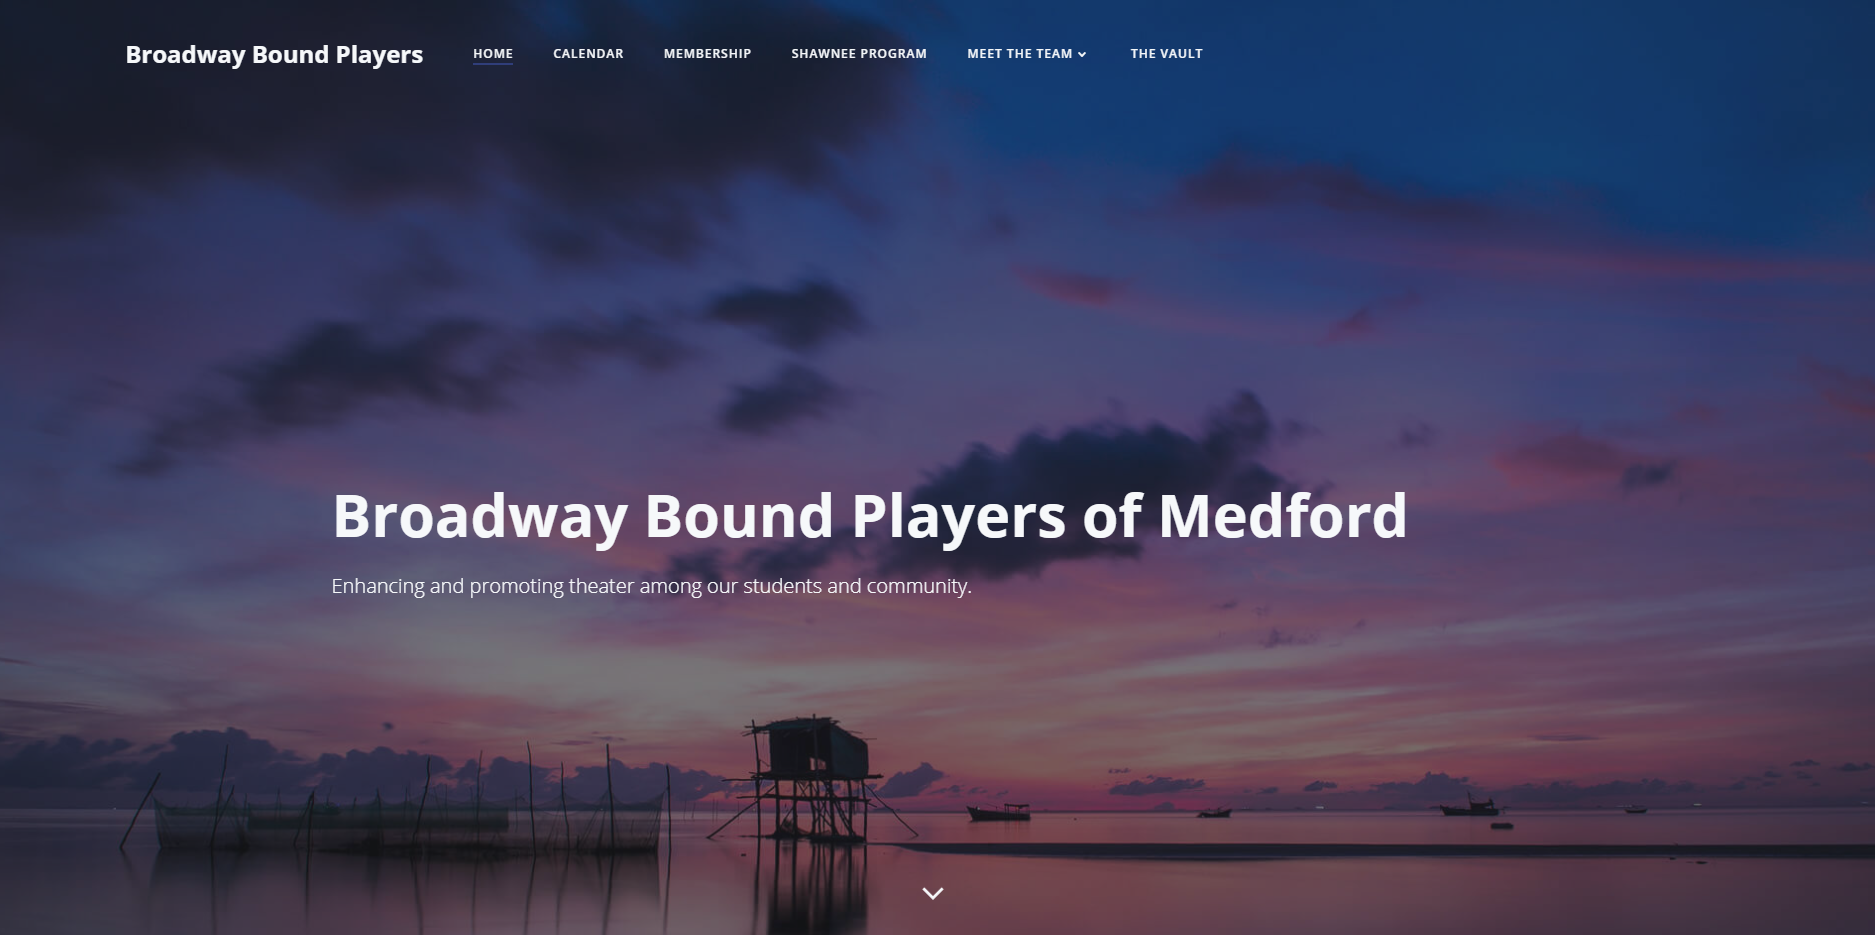 Broadway Bound Players
HOME CALENDAR MEMBERSHIP SHAWNEE PROGRAM MEET THE TEAM THE VAULT
Broadway Bound Players of Medford
Enhancing and promoting theater among our students and community.